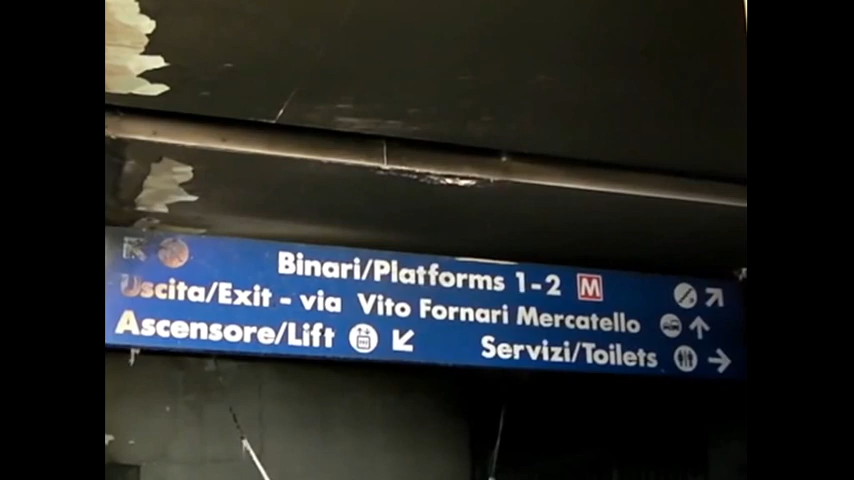 Binari/Platforms 1-2 M
Uscita/Exit - via Vito Fornari Mercatello
Ascensore/Lift
Servizi/Toilets